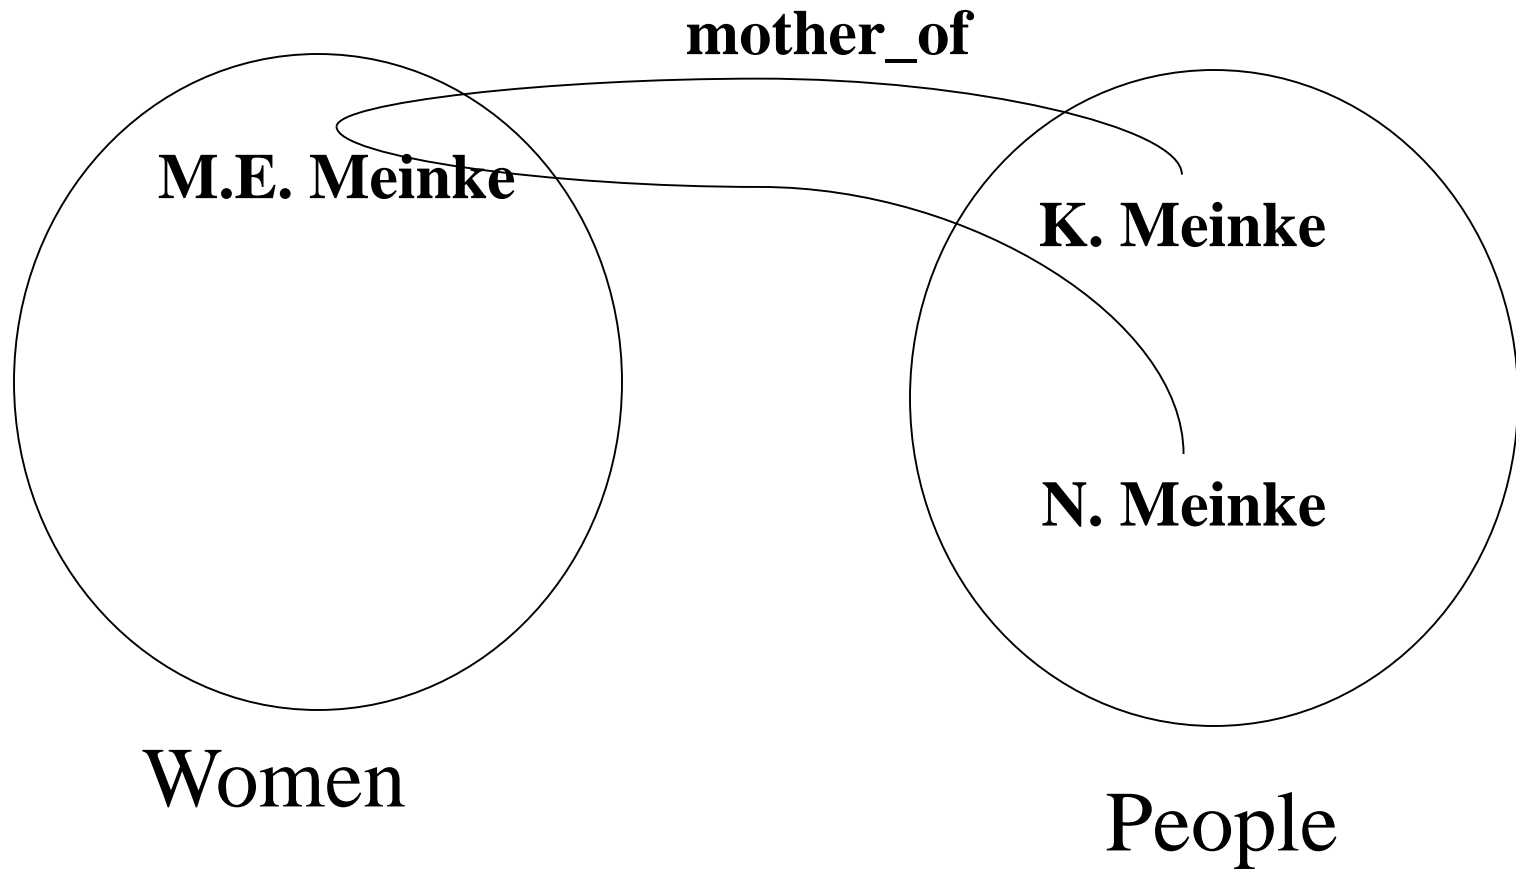 mother_of
M.E. Meinke
K. Meinke
N. Meinke
Women
People